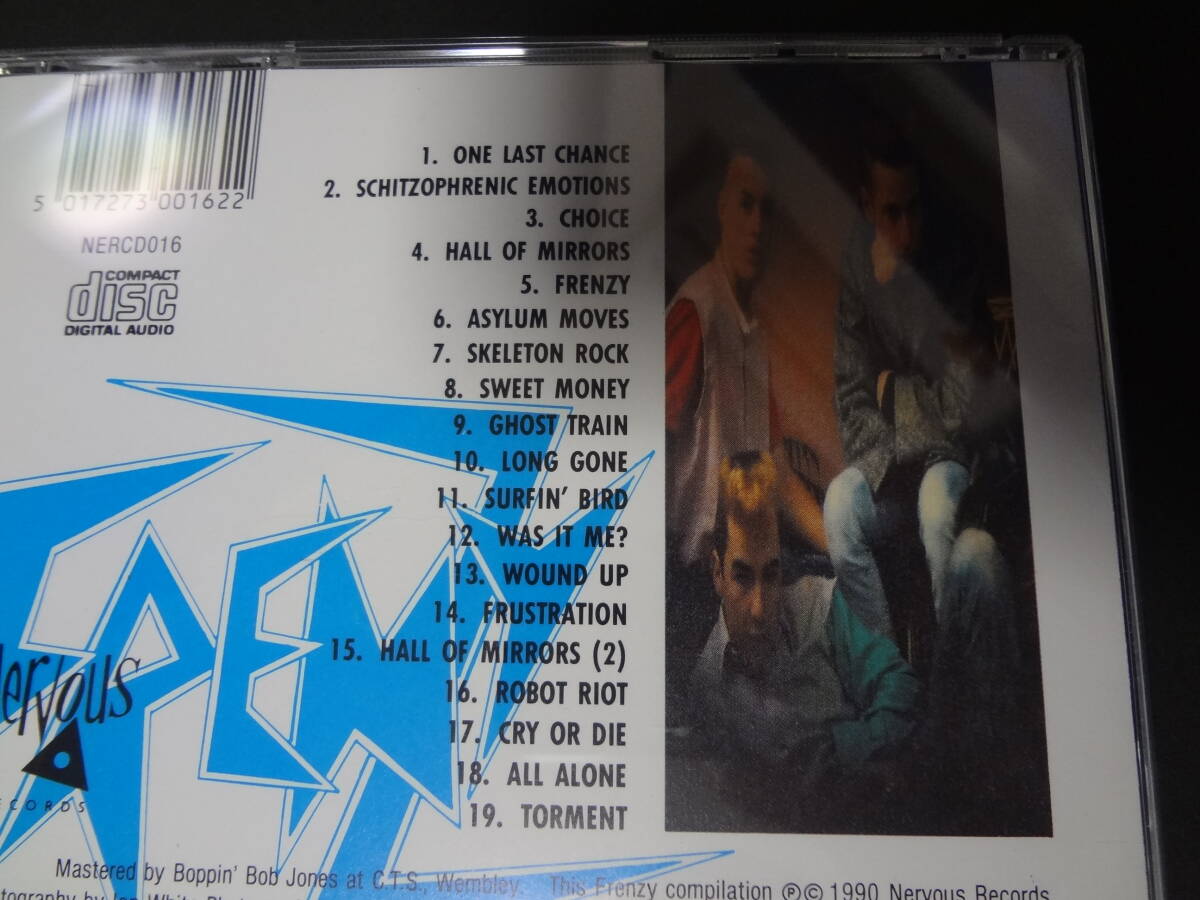 5 017273 001622
NERCD016
COMPACT
disc
DIGITAL AUDIO
1. ONE LAST CHANCE
2. SCHITZOPHRENIC EMOTIONS
3. CHOICE
4. HALL OF MIRRORS
5. FRENZY
6. ASYLUM MOVES
7. SKELETON ROCK
8. SWEET MONEY
9. GHOST TRAIN
10. LONG GONE
11. SURFIN' BIRD
12. WAS IT ME?
13. WOUND UP
14. FRUSTRATION
15. HALL OF MIRRORS (2)
16. ROBOT RIOT
17. CRY OR DIE
18. ALL ALONE
19. TORMENT
Mastered by Boppin' Bob Jones at C.T.S., Wembley. This Frenzy compilation ℗© 1990 Nervous Records